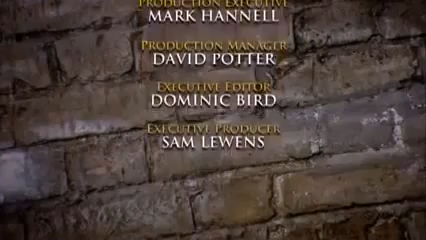 PRODUCTION EXECUTIVE
MARK HANNELL
PRODUCTION MANAGER
DAVID POTTER
EXECUTIVE EDITOR
DOMINIC BIRD
EXECUTIVE PRODUCER
SAM LEWENS